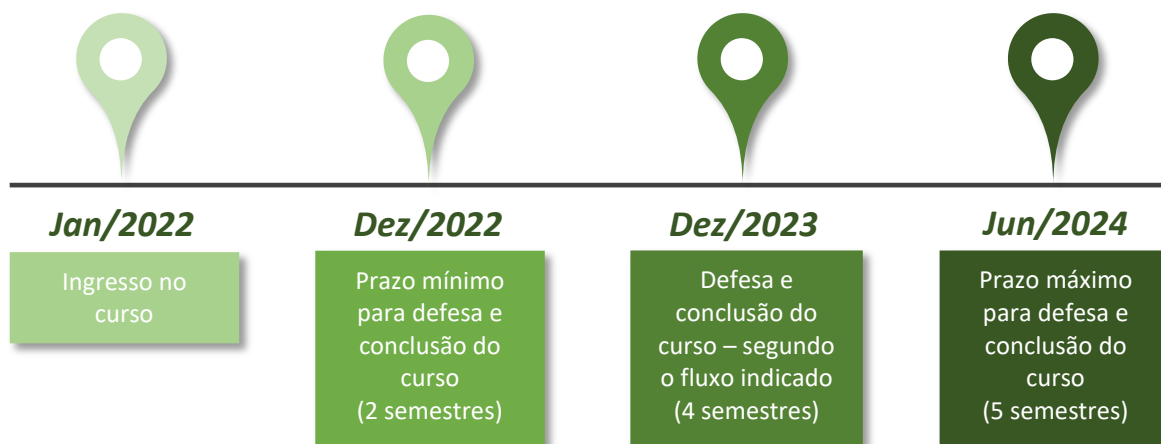 Jan/2022
Ingresso no
curso
Dez/2022
Prazo mínimo
para defesa e
conclusão do
curso
(2 semestres)
Dez/2023
Defesa e
conclusão do
curso – segundo
o fluxo indicado
(4 semestres)
Jun/2024
Prazo máximo
para defesa e
conclusão do
curso
(5 semestres)